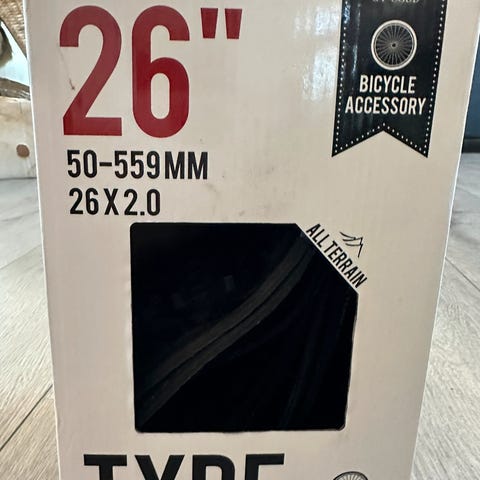 26"
50-559MM
26X2.0
BICYCLE
ACCESSORY
ALL TERRAIN